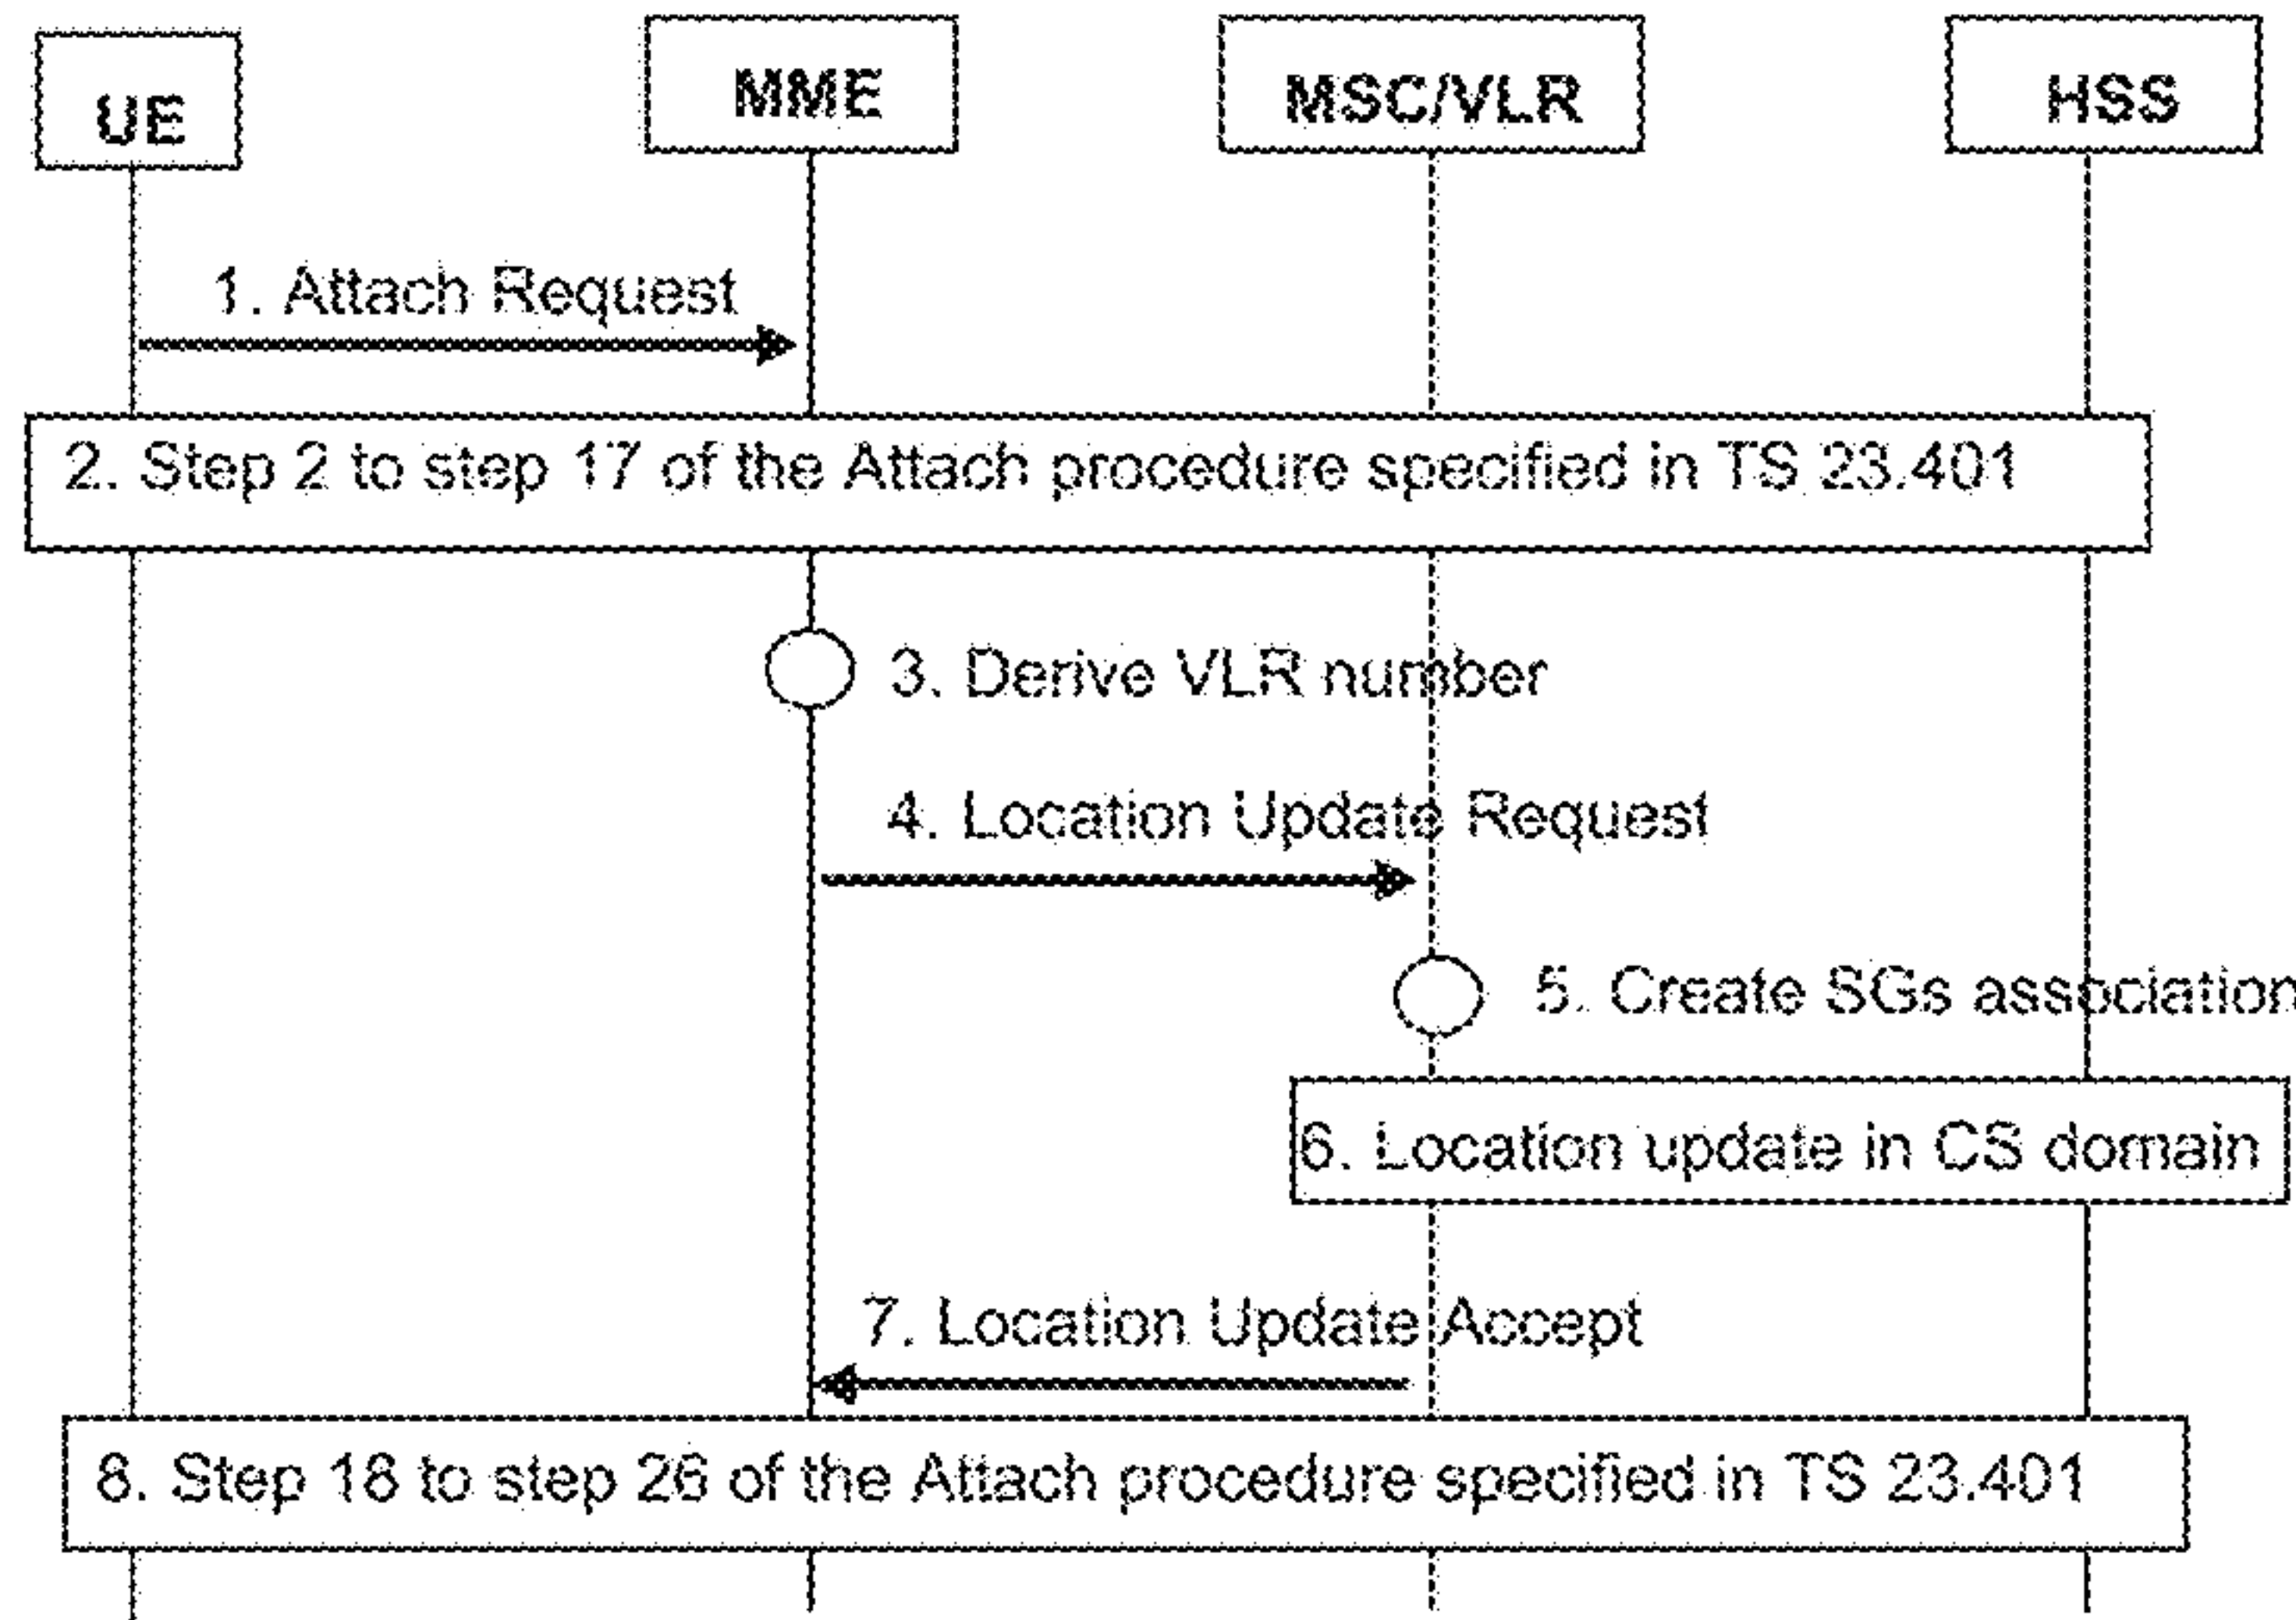 UE
MME
MSC/VLR
HSS
1. Attach Request
2. Step 2 to step 17 of the Attach procedure specified in TS 23.401
3. Derive VLR number
4. Location Update Request
5. Create SGs association
6. Location update in CS domain
7. Location Update Accept
8. Step 18 to step 26 of the Attach procedure specified in TS 23.401